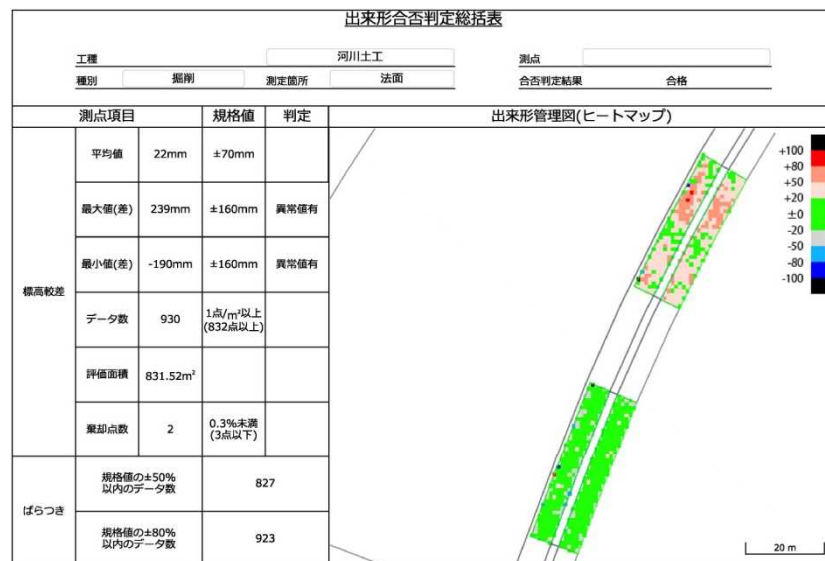 出来形合否判定総括表
工種 河川土工 測点
種別 掘削 測定箇所 法面 合否判定結果 合格
測点項目 規格値 判定 出来形管理図(ヒートマップ)
標高較差
平均値 22mm ±70mm
最大値(差) 239mm ±160mm 異常値有
最小値(差) -190mm ±160mm 異常値有
データ数 930 1点/㎡以上
(832点以上)
評価面積 831.52m²
棄却点数 2 0.3%未満
(3点以下)
ばらつき
規格値の±50%
以内のデータ数 827
規格値の±80%
以内のデータ数 923
+100
+80
+50
+20
±0
-20
-50
-80
-100
20 m